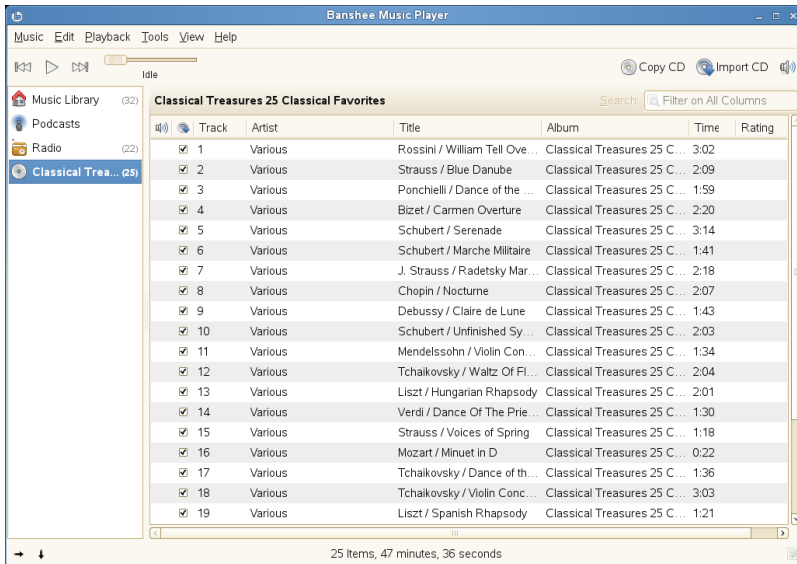 Banshee Music Player
Music Edit Playback Tools View Help
Idle
Copy CD Import CD
Music Library (32)
Podcasts
Radio (22)
Classical Trea... (25)
Classical Treasures 25 Classical Favorites
Search: Filter on All Columns
Track Artist Title Album Time Rating
1 Various Rossini / William Tell Ove... Classical Treasures 25 C... 3:02
2 Various Strauss / Blue Danube Classical Treasures 25 C... 2:09
3 Various Ponchielli / Dance of the ... Classical Treasures 25 C... 1:59
4 Various Bizet / Carmen Overture Classical Treasures 25 C... 2:20
5 Various Schubert / Serenade Classical Treasures 25 C... 3:14
6 Various Schubert / Marche Militaire Classical Treasures 25 C... 1:41
7 Various J. Strauss / Radetsky Mar... Classical Treasures 25 C... 2:18
8 Various Chopin / Nocturne Classical Treasures 25 C... 2:07
9 Various Debussy / Claire de Lune Classical Treasures 25 C... 1:43
10 Various Schubert / Unfinished Sy... Classical Treasures 25 C... 2:03
11 Various Mendelssohn / Violin Con... Classical Treasures 25 C... 1:34
12 Various Tchaikovsky / Waltz Of Fl... Classical Treasures 25 C... 2:04
13 Various Liszt / Hungarian Rhapsody Classical Treasures 25 C... 2:01
14 Various Verdi / Dance Of The Prie... Classical Treasures 25 C... 1:30
15 Various Strauss / Voices of Spring Classical Treasures 25 C... 1:18
16 Various Mozart / Minuet in D Classical Treasures 25 C... 0:22
17 Various Tchaikovsky / Dance of th... Classical Treasures 25 C... 1:36
18 Various Tchaikovsky / Violin Conc... Classical Treasures 25 C... 3:03
19 Various Liszt / Spanish Rhapsody Classical Treasures 25 C... 1:21
25 Items, 47 minutes, 36 seconds